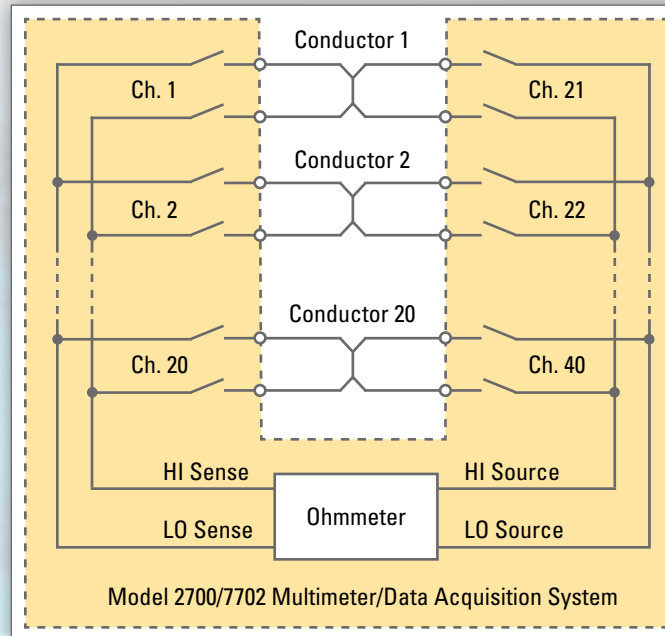 Conductor 1
Ch. 1
Ch. 21
Conductor 2
Ch. 2
Ch. 22
Conductor 20
Ch. 20
Ch. 40
HI Sense
HI Source
Ohmmeter
LO Sense
LO Source
Model 2700/7702 Multimeter/Data Acquisition System